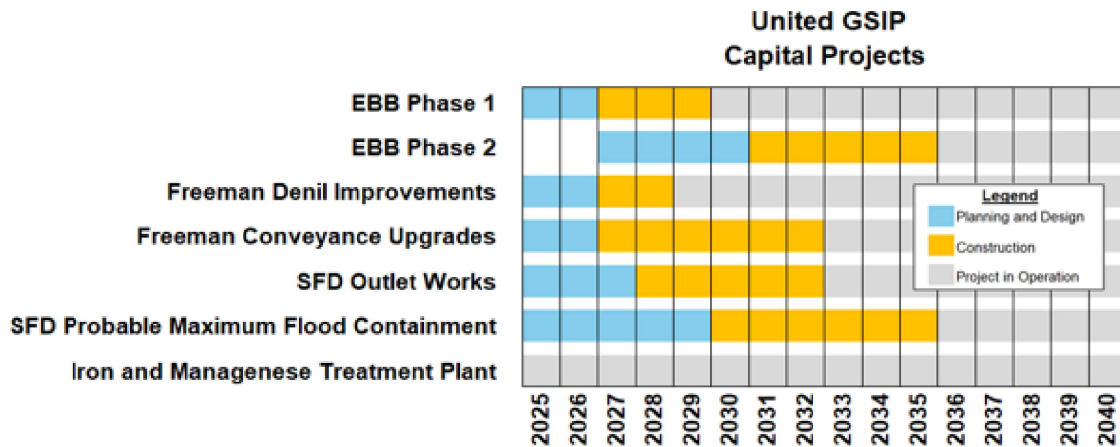 United GSIP
Capital Projects
EBB Phase 1
EBB Phase 2
Freeman Denil Improvements
Freeman Conveyance Upgrades
SFD Outlet Works
SFD Probable Maximum Flood Containment
Iron and Managenese Treatment Plant
Legend
Planning and Design
Construction
Project in Operation
2025 2026 2027 2028 2029 2030 2031 2032 2033 2034 2035 2036 2037 2038 2039 2040